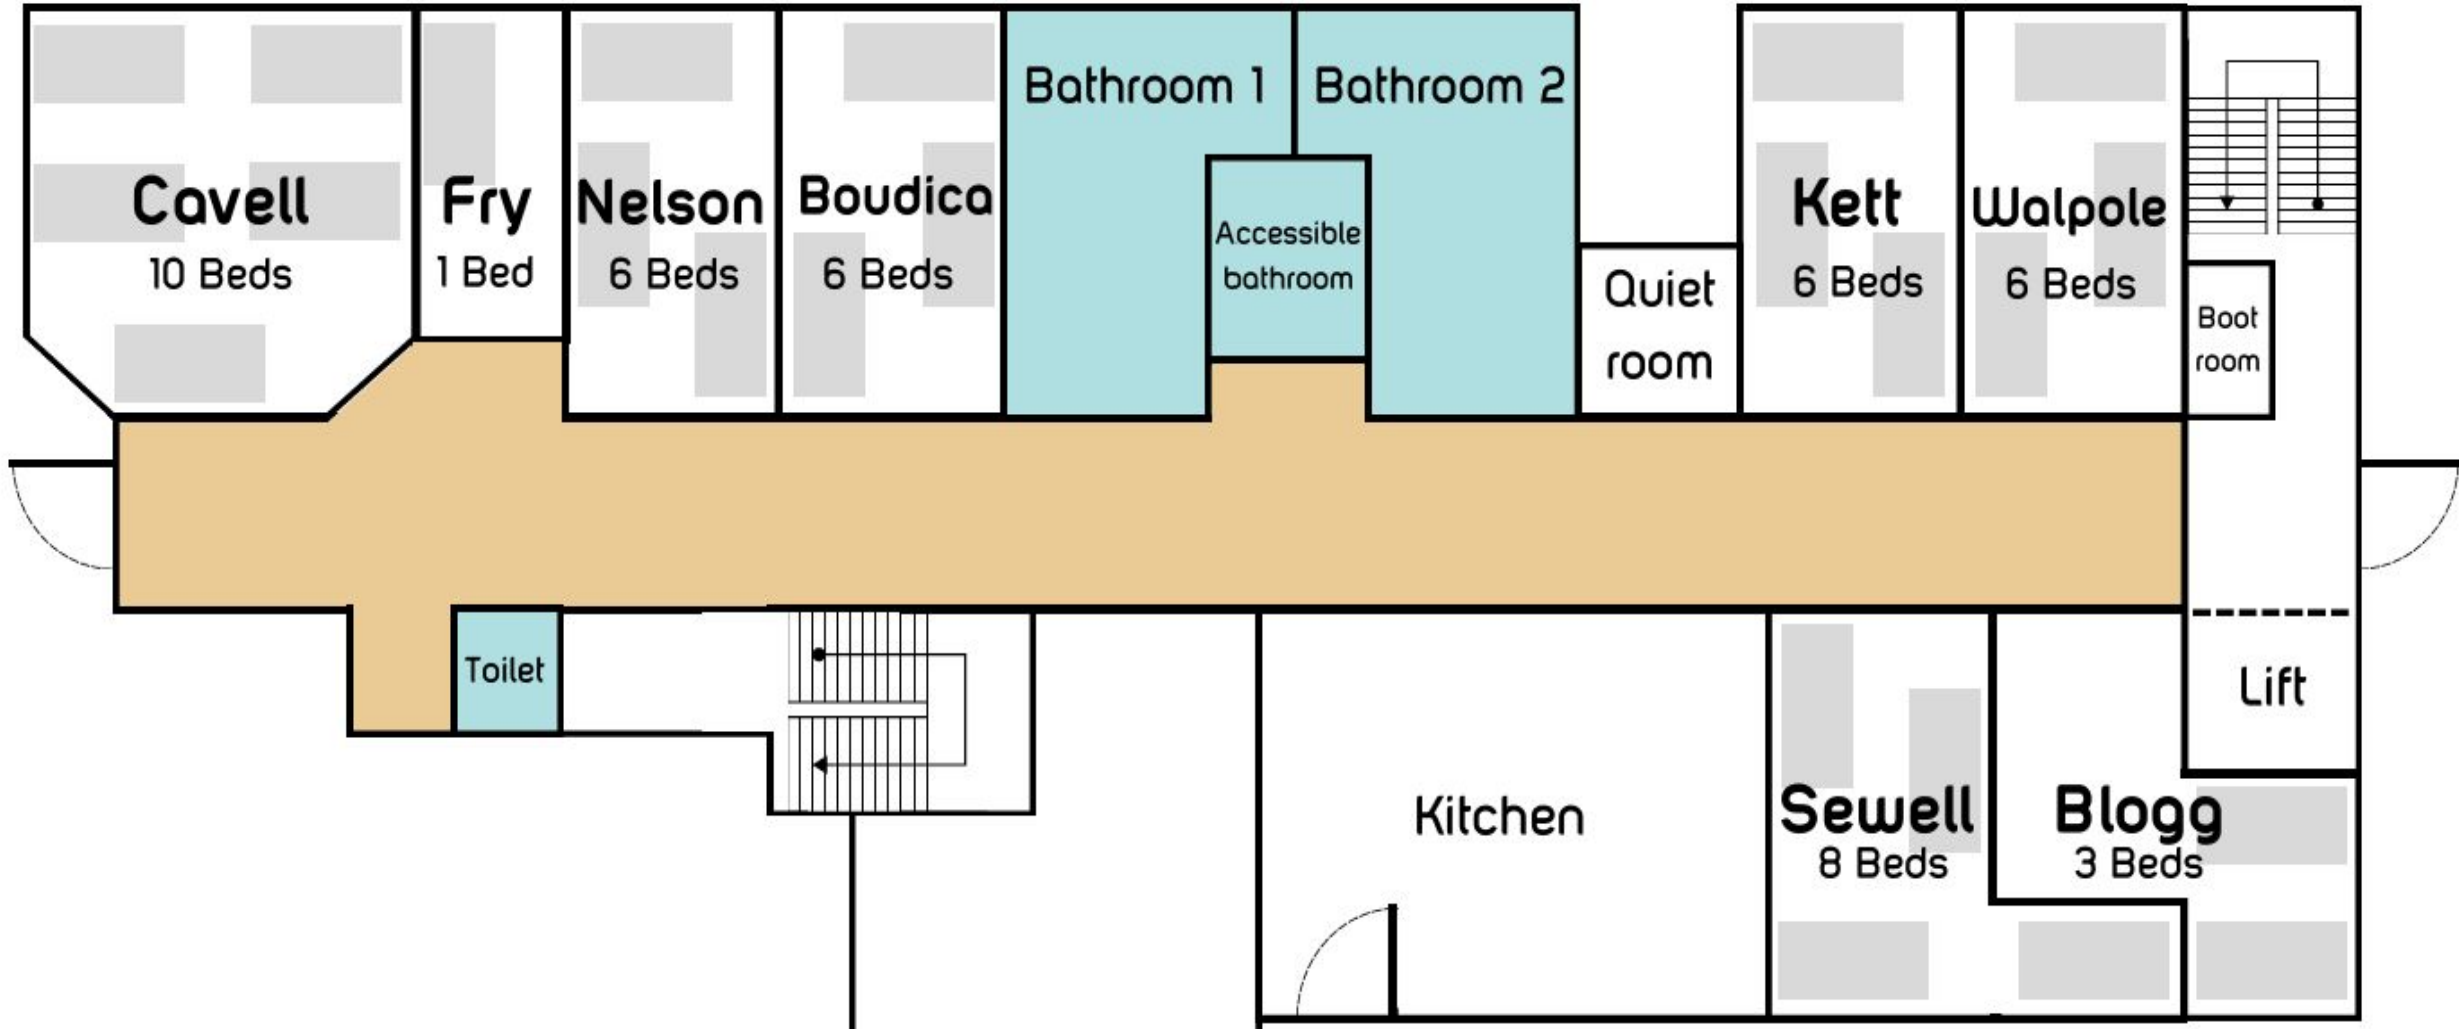 Cavell
10 Beds
Fry
1 Bed
Nelson
6 Beds
Boudica
6 Beds
Bathroom 1
Bathroom 2
Accessible
bathroom
Quiet
room
Kett
6 Beds
Walpole
6 Beds
Boot
room
Toilet
Kitchen
Sewell
8 Beds
Blogg
3 Beds
Lift